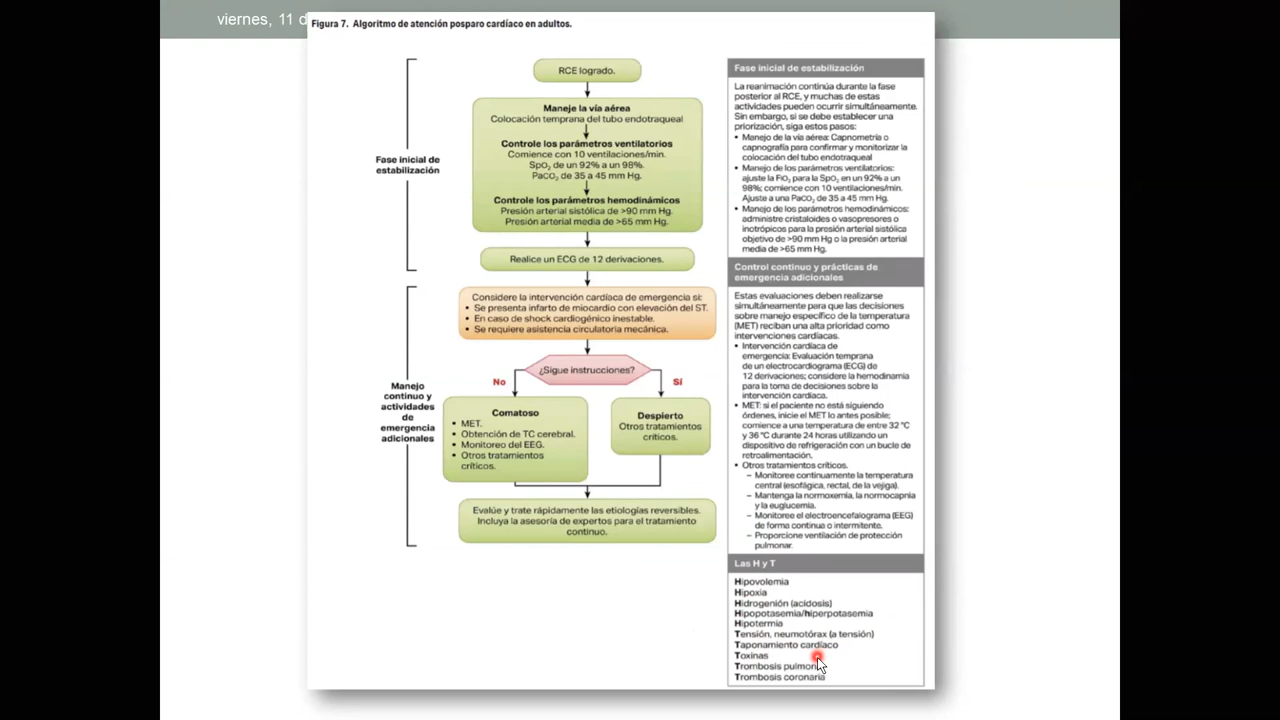 viernes, 11 d
Figura 7. Algoritmo de atención posparo cardíaco en adultos.
Fase inicial de
estabilización
RCE logrado.
Maneje la vía aérea
Colocación temprana del tubo endotraqueal
Controle los parámetros ventilatorios
Comience con 10 ventilaciones/min.
SpO₂ de un 92% a un 98%.
PaCO₂ de 35 a 45 mm Hg.
Controle los parámetros hemodinámicos
Presión arterial sistólica de >90 mm Hg.
Presión arterial media de >65 mm Hg.
Realice un ECG de 12 derivaciones.
Manejo
continuo y
actividades
de
emergencia
adicionales
Considere la intervención cardíaca de emergencia si:
• Se presenta infarto de miocardio con elevación del ST.
• En caso de shock cardiogénico inestable.
• Se requiere asistencia circulatoria mecánica.
¿Sigue instrucciones?
No
Sí
Comatoso
• MET.
• Obtención de TC cerebral.
• Monitoreo del EEG.
• Otros tratamientos
críticos.
Despierto
Otros tratamientos
críticos.
Evalúe y trate rápidamente las etiologías reversibles.
Incluya la asesoría de expertos para el tratamiento
continuo.
Fase inicial de estabilización
La reanimación continúa durante la fase
posterior al RCE, y muchas de estas
actividades pueden ocurrir simultáneamente.
Sin embargo, si se debe establecer una
priorización, siga estos pasos:
• Manejo de la vía aérea: Capnometría o
capnografía para confirmar y monitorizar la
colocación del tubo endotraqueal
• Manejo de los parámetros ventilatorios:
ajuste la FIO₂ para la SpO₂ en un 92% a un
98%; comience con 10 ventilaciones/min.
Ajuste a una PaCO₂ de 35 a 45 mm Hg.
• Manejo de los parámetros hemodinámicos:
administre cristaloides o vasopresores o
inotrópicos para la presión arterial sistólica
objetivo de >90 mm Hg o la presión arterial
media de >65 mm Hg.
Control continuo y prácticas de
emergencia adicionales
Estas evaluaciones deben realizarse
simultáneamente para que las decisiones
sobre manejo específico de la temperatura
(MET) reciban una alta prioridad como
intervenciones cardíacas.
• Intervención cardíaca de
emergencia: Evaluación temprana
de un electrocardiograma (ECG) de
12 derivaciones; considere la hemodinamia
para la toma de decisiones sobre la
intervención cardíaca.
• MET: si el paciente no está siguiendo
órdenes, inicie el MET lo antes posible;
comience a una temperatura de entre 32 °C
y 36 °C durante 24 horas utilizando un
dispositivo de refrigeración con un bucle de
retroalimentación.
• Otros tratamientos críticos.
– Monitoree continuamente la temperatura
central (esofágica, rectal, de la vejiga).
– Mantenga la normoxemia, la normocapnia
y la euglucemia.
– Monitoree el electroencefalograma (EEG)
de forma continua o intermitente.
– Proporcione ventilación de protección
pulmonar.
Las H y T
Hipovolemia
Hipoxia
Hidrogenión (acidosis)
Hipopotasemia/hiperpotasemia
Hipotermia
Tensión, neumotórax (a tensión)
Taponamiento cardíaco
Toxinas
Trombosis pulmon
Trombosis coronaria